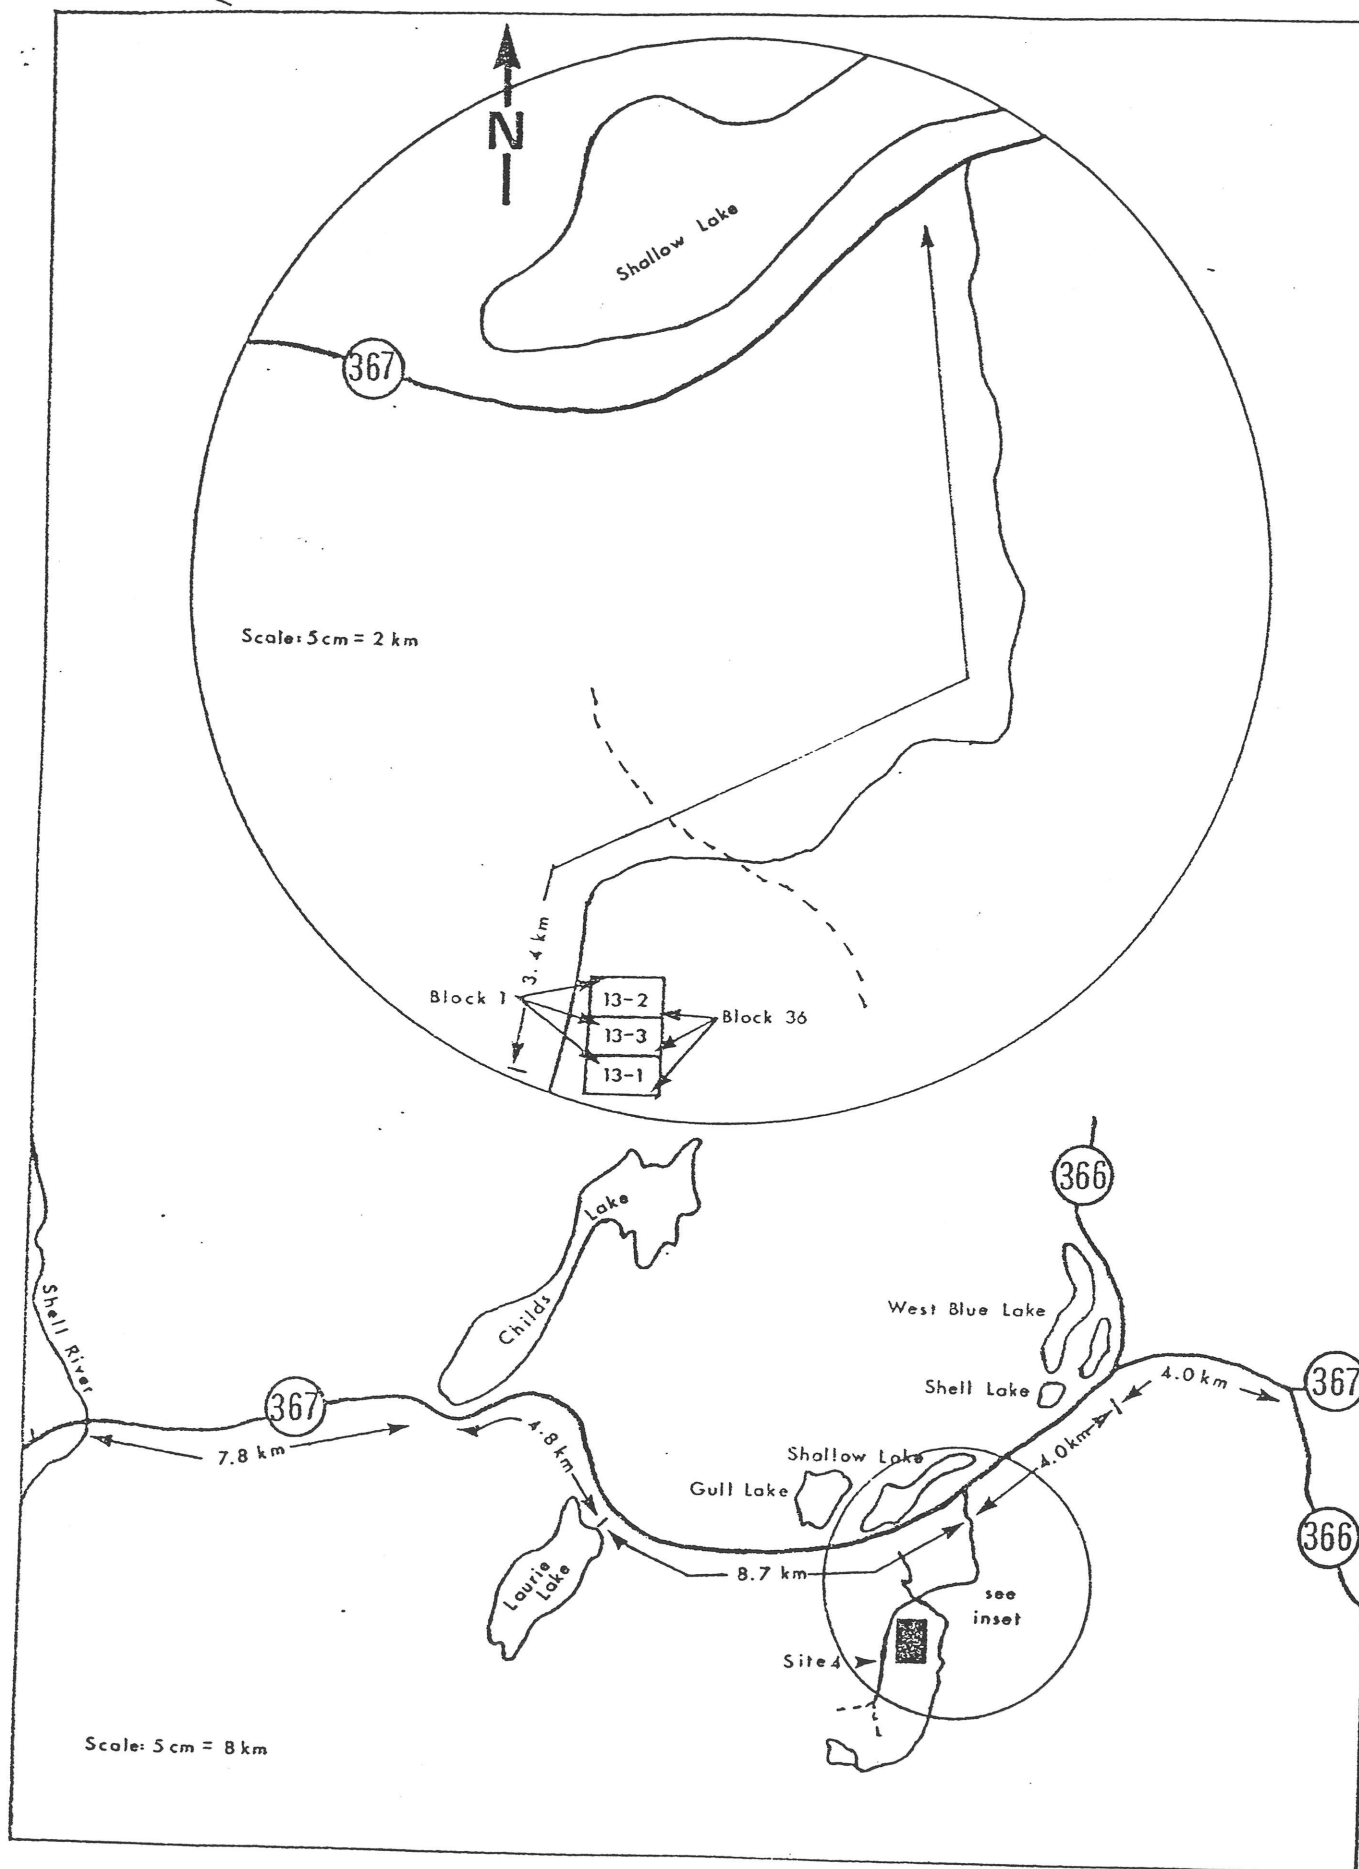 N
Shallow Lake
367
Scale: 5 cm = 2 km
3.4 km
Block 1
13-2
Block 36
13-3
13-1
366
Lake
Childs
Shell River
West Blue Lake
4.0 km
367
Shell Lake
367
7.8 km
4.8 km
4.0 km
Shallow Lake
Gull Lake
366
8.7 km
Laurie
Lake
see
inset
Site 4
Scale: 5 cm = 8 km